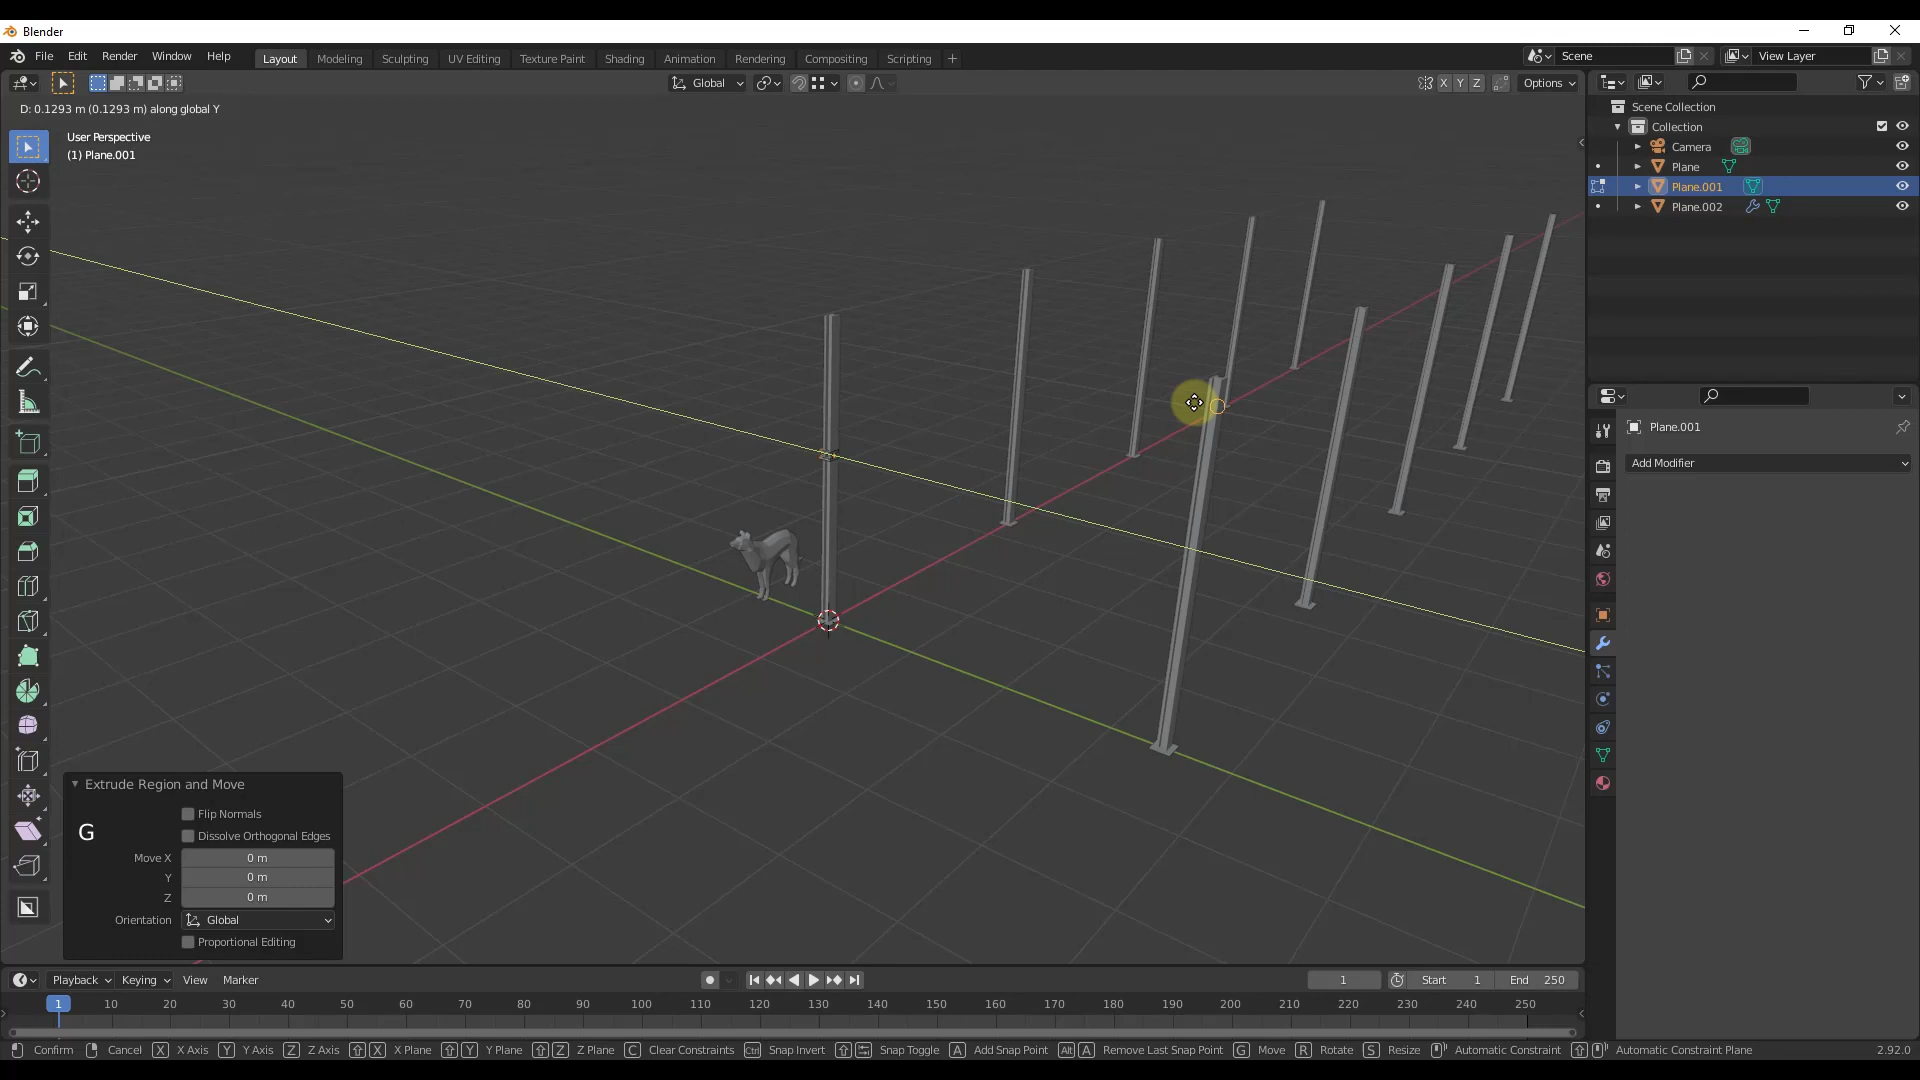 Blender
File Edit Render Window Help Layout Modeling Sculpting UV Editing Texture Paint Shading Animation Rendering Compositing Scripting + Scene View Layer
Global X Y Z Options
D: 0.1293 m (0.1293 m) along global Y
User Perspective
(1) Plane.001
Scene Collection
Collection
Camera
Plane
Plane.001
Plane.002
Plane.001
Add Modifier
Extrude Region and Move
Flip Normals
G
Dissolve Orthogonal Edges
Move X 0 m
Y 0 m
Z 0 m
Orientation Global
Proportional Editing
Playback Keying View Marker 1 Start 1 End 250
1 10 20 30 40 50 60 70 80 90 100 110 120 130 140 150 160 170 180 190 200 210 220 230 240 250
Confirm Cancel X X Axis Y Y Axis Z Z Axis X X Plane Y Y Plane Z Z Plane C Clear Constraints Ctrl Snap Invert Snap Toggle A Add Snap Point Alt A Remove Last Snap Point G Move R Rotate S Resize Automatic Constraint Automatic Constraint Plane 2.92.0